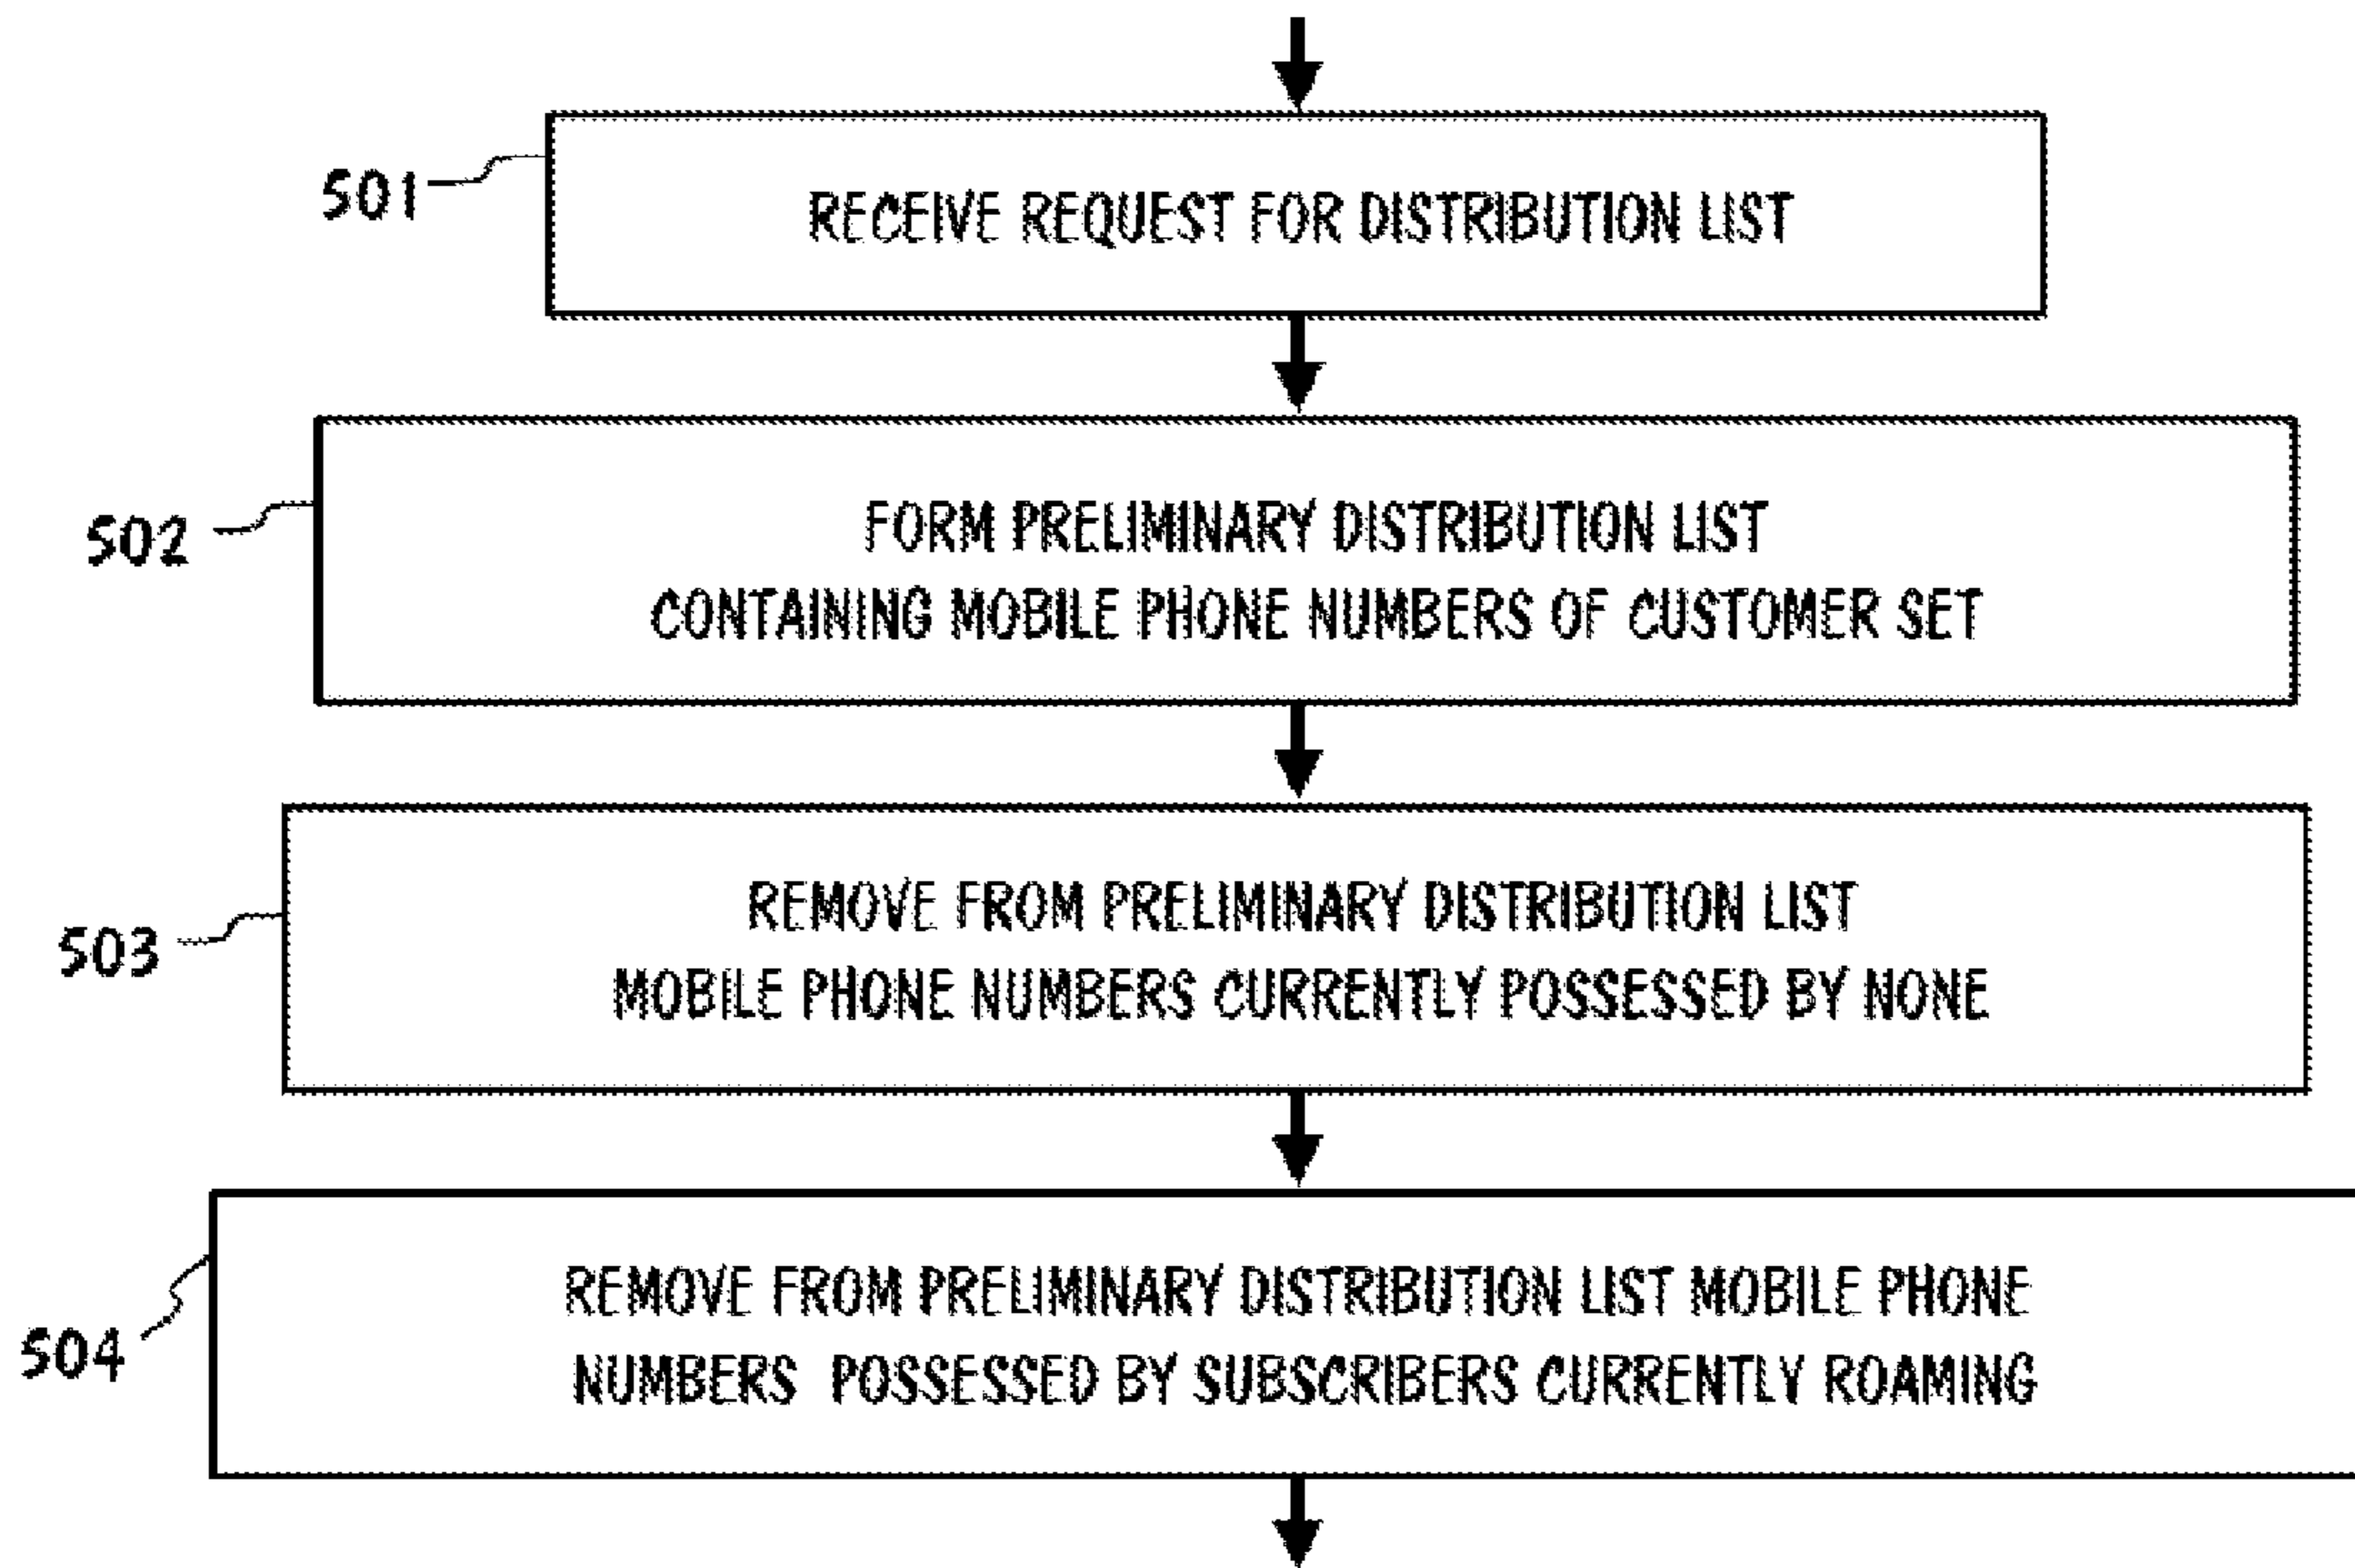 501
RECEIVE REQUEST FOR DISTRIBUTION LIST
502
FORM PRELIMINARY DISTRIBUTION LIST
CONTAINING MOBILE PHONE NUMBERS OF CUSTOMER SET
503
REMOVE FROM PRELIMINARY DISTRIBUTION LIST
MOBILE PHONE NUMBERS CURRENTLY POSSESSED BY NONE
504
REMOVE FROM PRELIMINARY DISTRIBUTION LIST MOBILE PHONE
NUMBERS POSSESSED BY SUBSCRIBERS CURRENTLY ROAMING